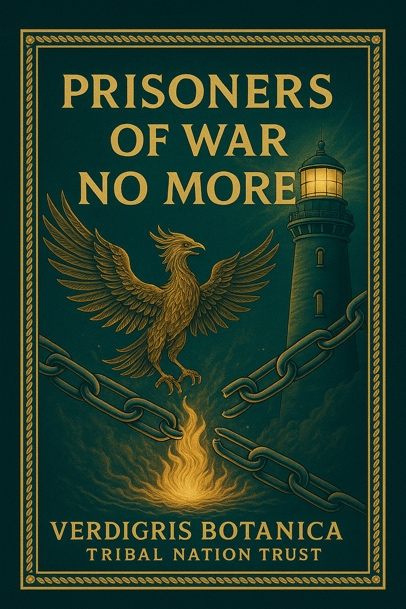 PRISONERS
OF WAR
NO MORE
VERDIGRIS BOTANICA
TRIBAL NATION TRUST